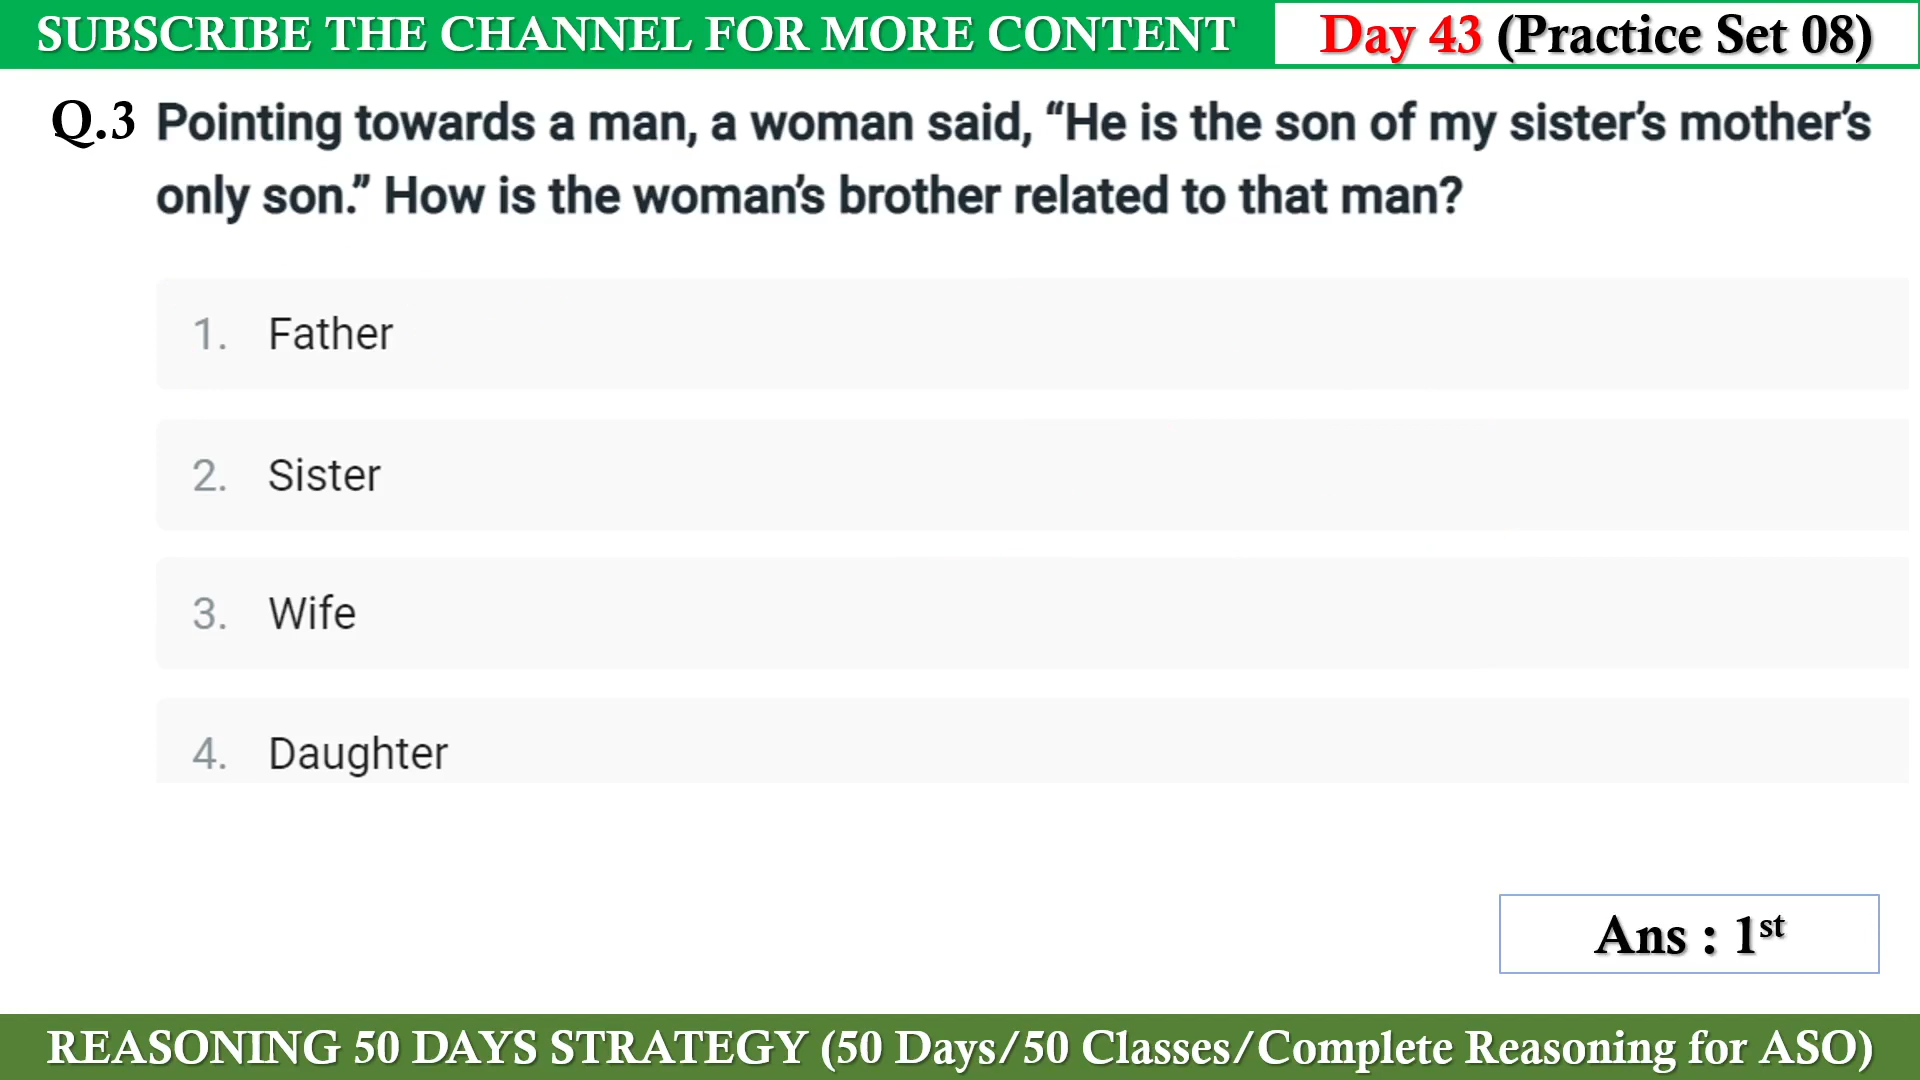 SUBSCRIBE THE CHANNEL FOR MORE CONTENT
Day 43 (Practice Set 08)
Q.3 Pointing towards a man, a woman said, “He is the son of my sister’s mother’s
only son.” How is the woman’s brother related to that man?
1. Father
2. Sister
3. Wife
4. Daughter
Ans : 1st
REASONING 50 DAYS STRATEGY (50 Days/50 Classes/Complete Reasoning for ASO)